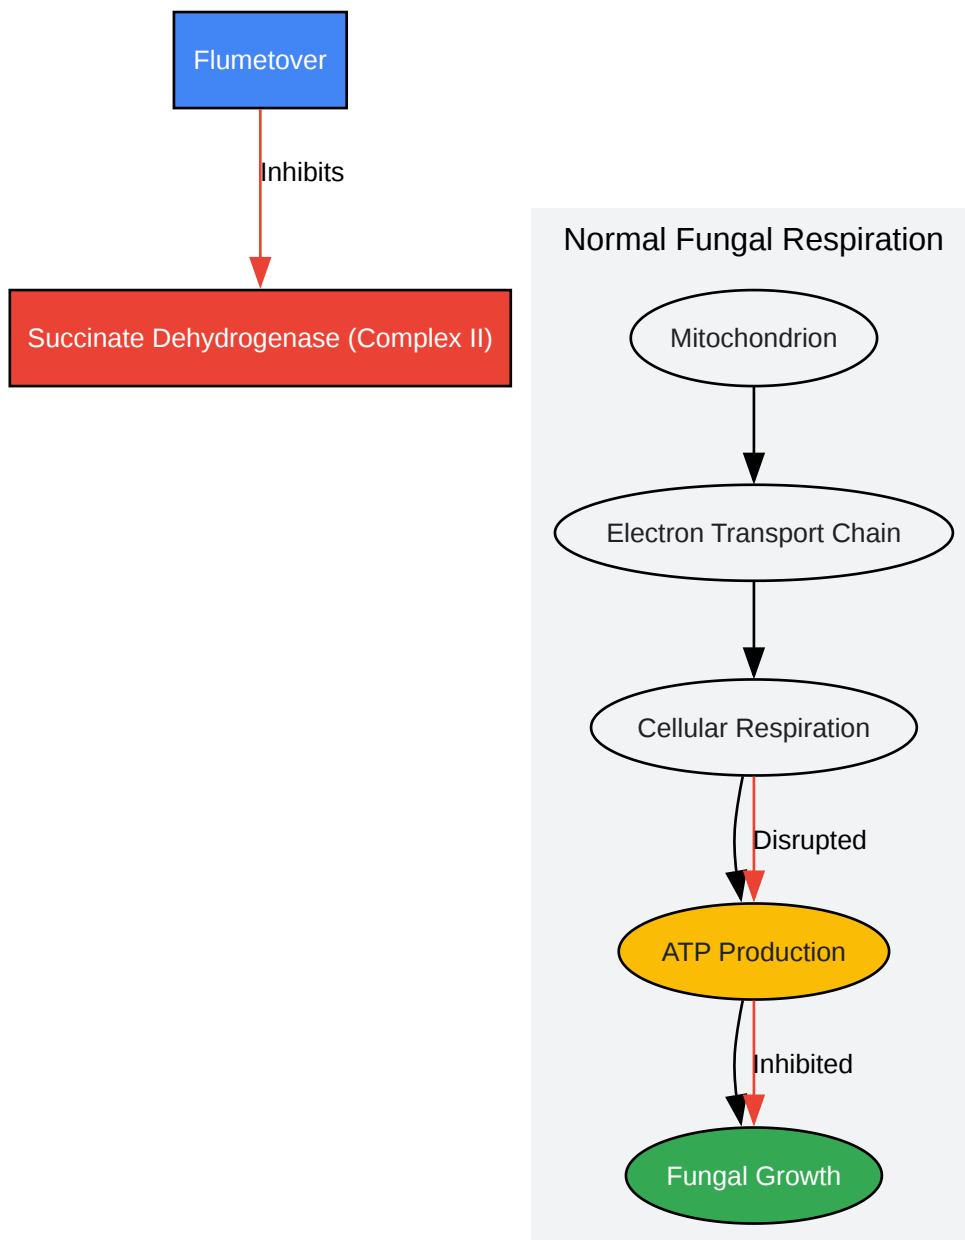 Flumetover
Inhibits
Succinate Dehydrogenase (Complex II)
Normal Fungal Respiration
Mitochondrion
Electron Transport Chain
Cellular Respiration
Disrupted
ATP Production
Inhibited
Fungal Growth